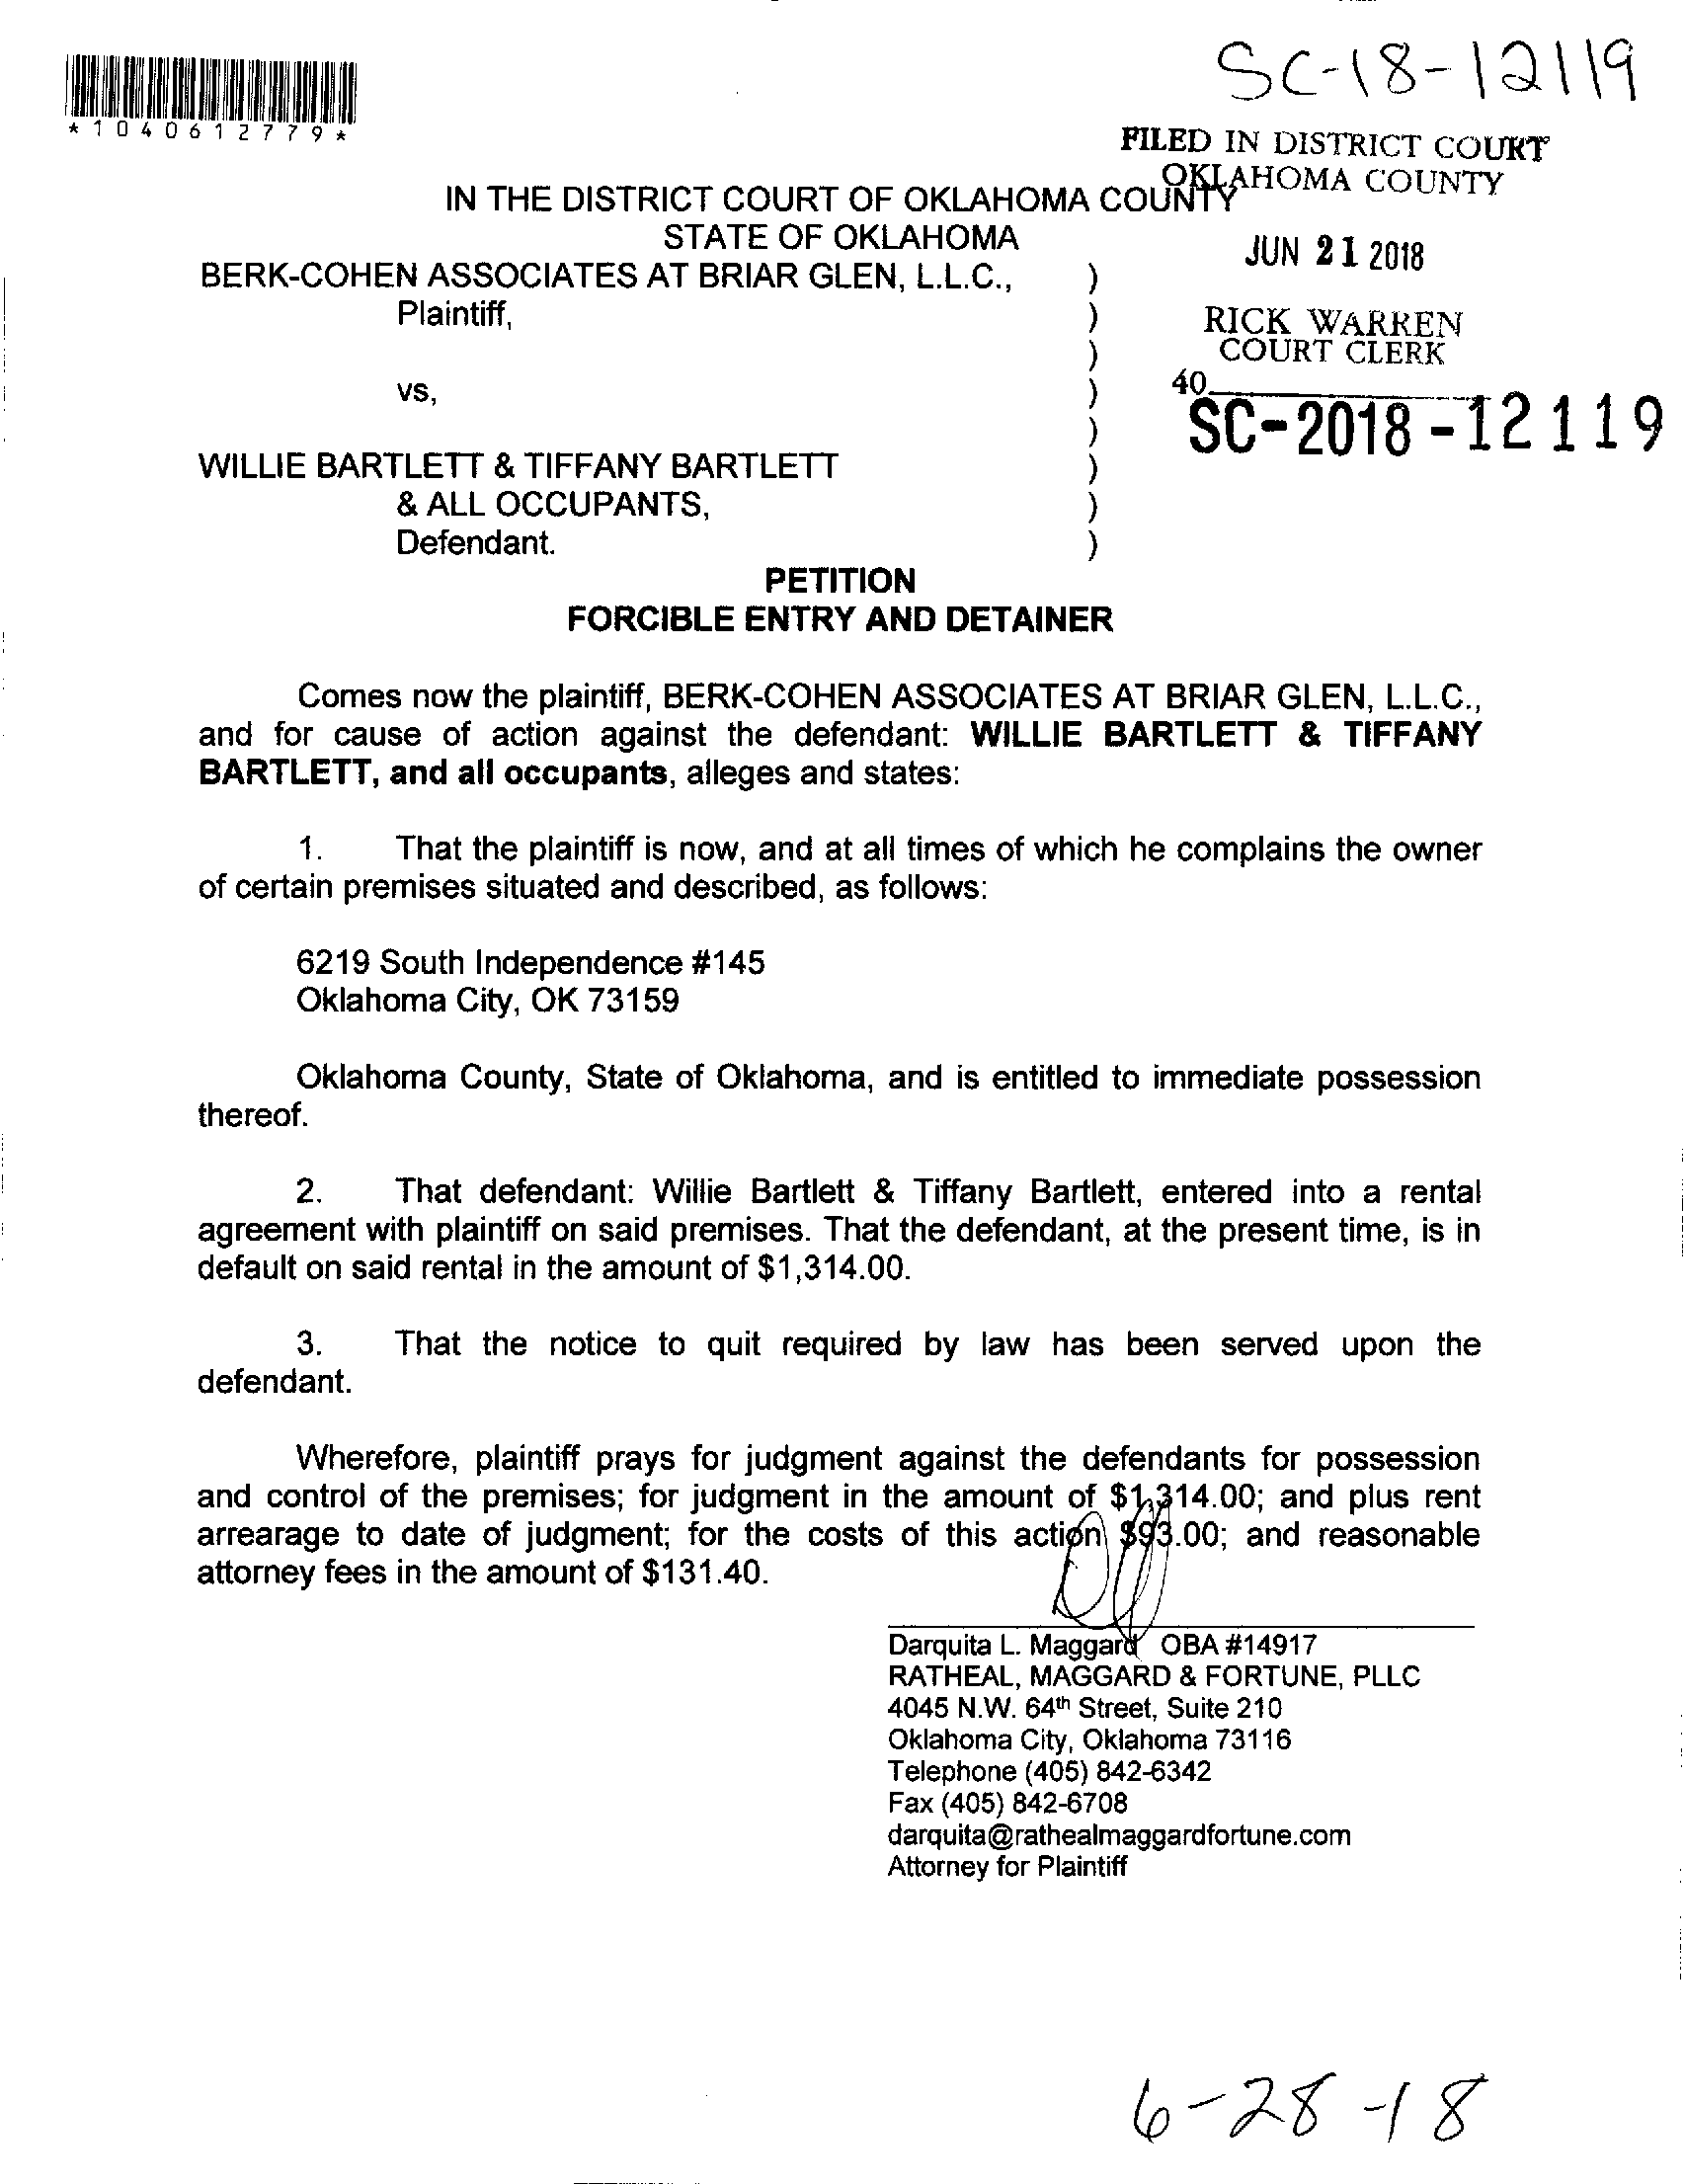 SC-18-12119
*1040612779*
FILED IN DISTRICT COURT
OKLAHOMA COUNTY
IN THE DISTRICT COURT OF OKLAHOMA COUNTY
STATE OF OKLAHOMA
JUN 21 2018
BERK-COHEN ASSOCIATES AT BRIAR GLEN, L.L.C., )
Plaintiff, )
RICK WARREN
COURT CLERK
)
40
vs, )
SC-2018-12119
)
WILLIE BARTLETT & TIFFANY BARTLETT )
& ALL OCCUPANTS, )
Defendant. )
PETITION
FORCIBLE ENTRY AND DETAINER
Comes now the plaintiff, BERK-COHEN ASSOCIATES AT BRIAR GLEN, L.L.C.,
and for cause of action against the defendant: WILLIE BARTLETT & TIFFANY
BARTLETT, and all occupants, alleges and states:
1. That the plaintiff is now, and at all times of which he complains the owner
of certain premises situated and described, as follows:
6219 South Independence #145
Oklahoma City, OK 73159
Oklahoma County, State of Oklahoma, and is entitled to immediate possession
thereof.
2. That defendant: Willie Bartlett & Tiffany Bartlett, entered into a rental
agreement with plaintiff on said premises. That the defendant, at the present time, is in
default on said rental in the amount of $1,314.00.
3. That the notice to quit required by law has been served upon the
defendant.
Wherefore, plaintiff prays for judgment against the defendants for possession
and control of the premises; for judgment in the amount of $1,314.00; and plus rent
arrearage to date of judgment; for the costs of this action $93.00; and reasonable
attorney fees in the amount of $131.40.
Darquita L. Maggard OBA #14917
RATHEAL, MAGGARD & FORTUNE, PLLC
4045 N.W. 64th Street, Suite 210
Oklahoma City, Oklahoma 73116
Telephone (405) 842-6342
Fax (405) 842-6708
darquita@rathealmaggardfortune.com
Attorney for Plaintiff
6-28-18